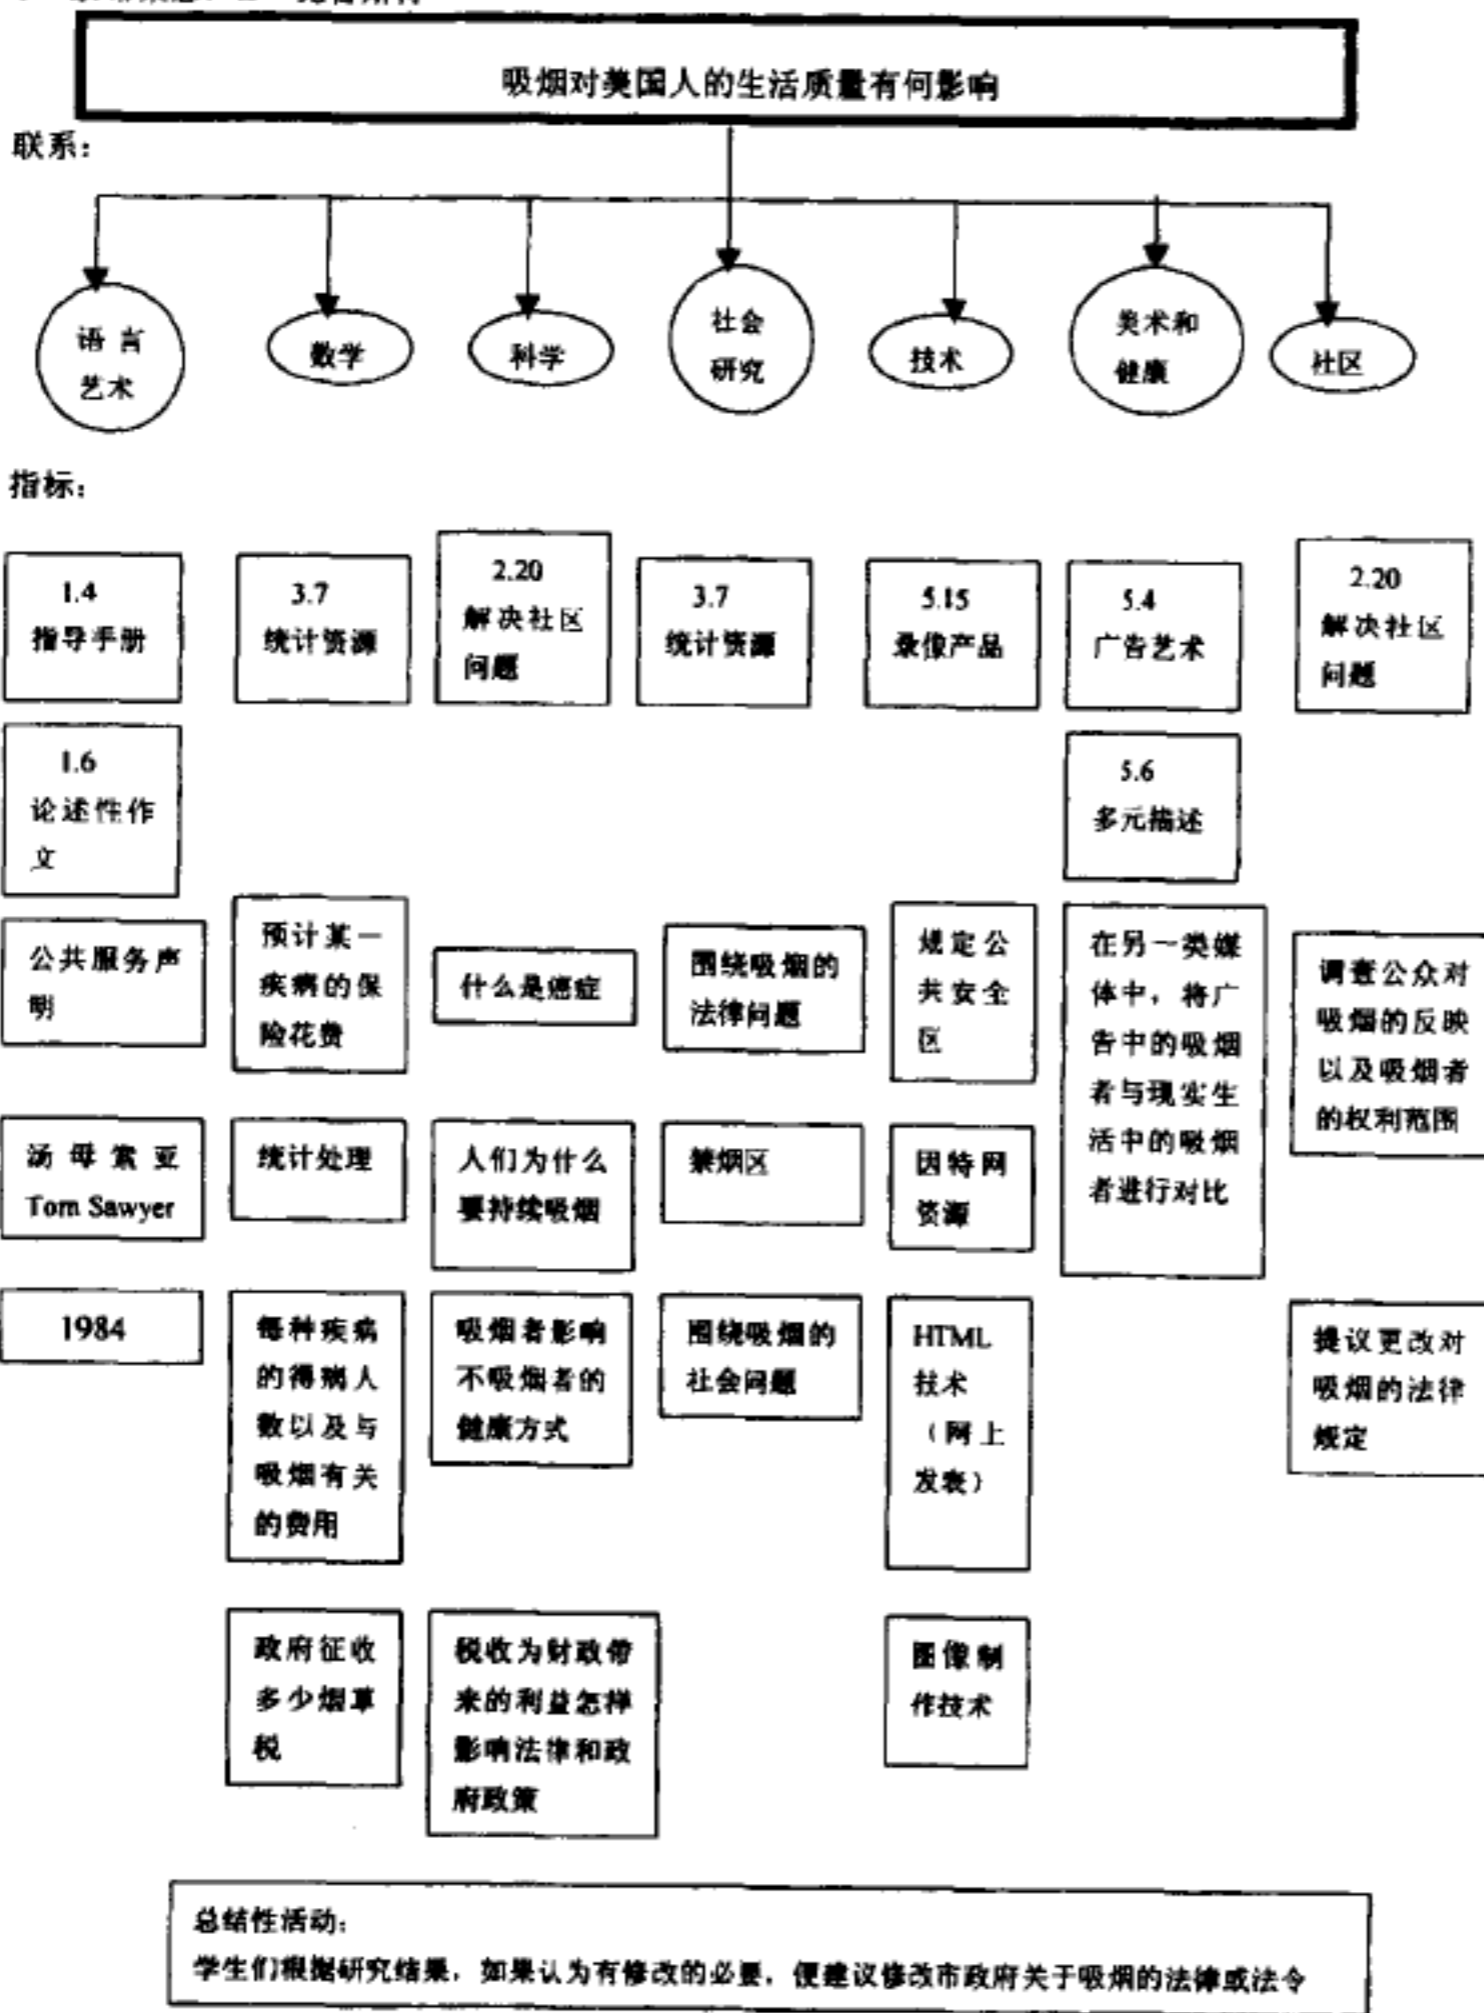 吸烟对美国人的生活质量有何影响
联系:
语言
艺术
数学
科学
社会
研究
技术
美术和
健康
社区
指标:
1.4
指导手册
3.7
统计资源
2.20
解决社区
问题
3.7
统计资源
5.15
录像产品
5.4
广告艺术
2.20
解决社区
问题
1.6
论述性作
文
5.6
多元描述
公共服务声
明
预计某一
疾病的保
险花费
什么是癌症
围绕吸烟的
法律问题
规定公
共安全
区
在另一类媒
体中,将广
告中的吸烟
者与现实生
活中的吸烟
者进行对比
调查公众对
吸烟的反映
以及吸烟者
的权利范围
汤母索亚
Tom Sawyer
统计处理
人们为什么
要持续吸烟
禁烟区
因特网
资源
1984
每种疾病
的得病人
数以及与
吸烟有关
的费用
吸烟者影响
不吸烟者的
健康方式
围绕吸烟的
社会问题
HTML
技术
(网上
发表)
提议更改对
吸烟的法律
规定
政府征收
多少烟草
税
税收为财政带
来的利益怎样
影响法律和政
府政策
图像制
作技术
总结性活动:
学生们根据研究结果,如果认为有修改的必要,便建议修改市政府关于吸烟的法律或法令